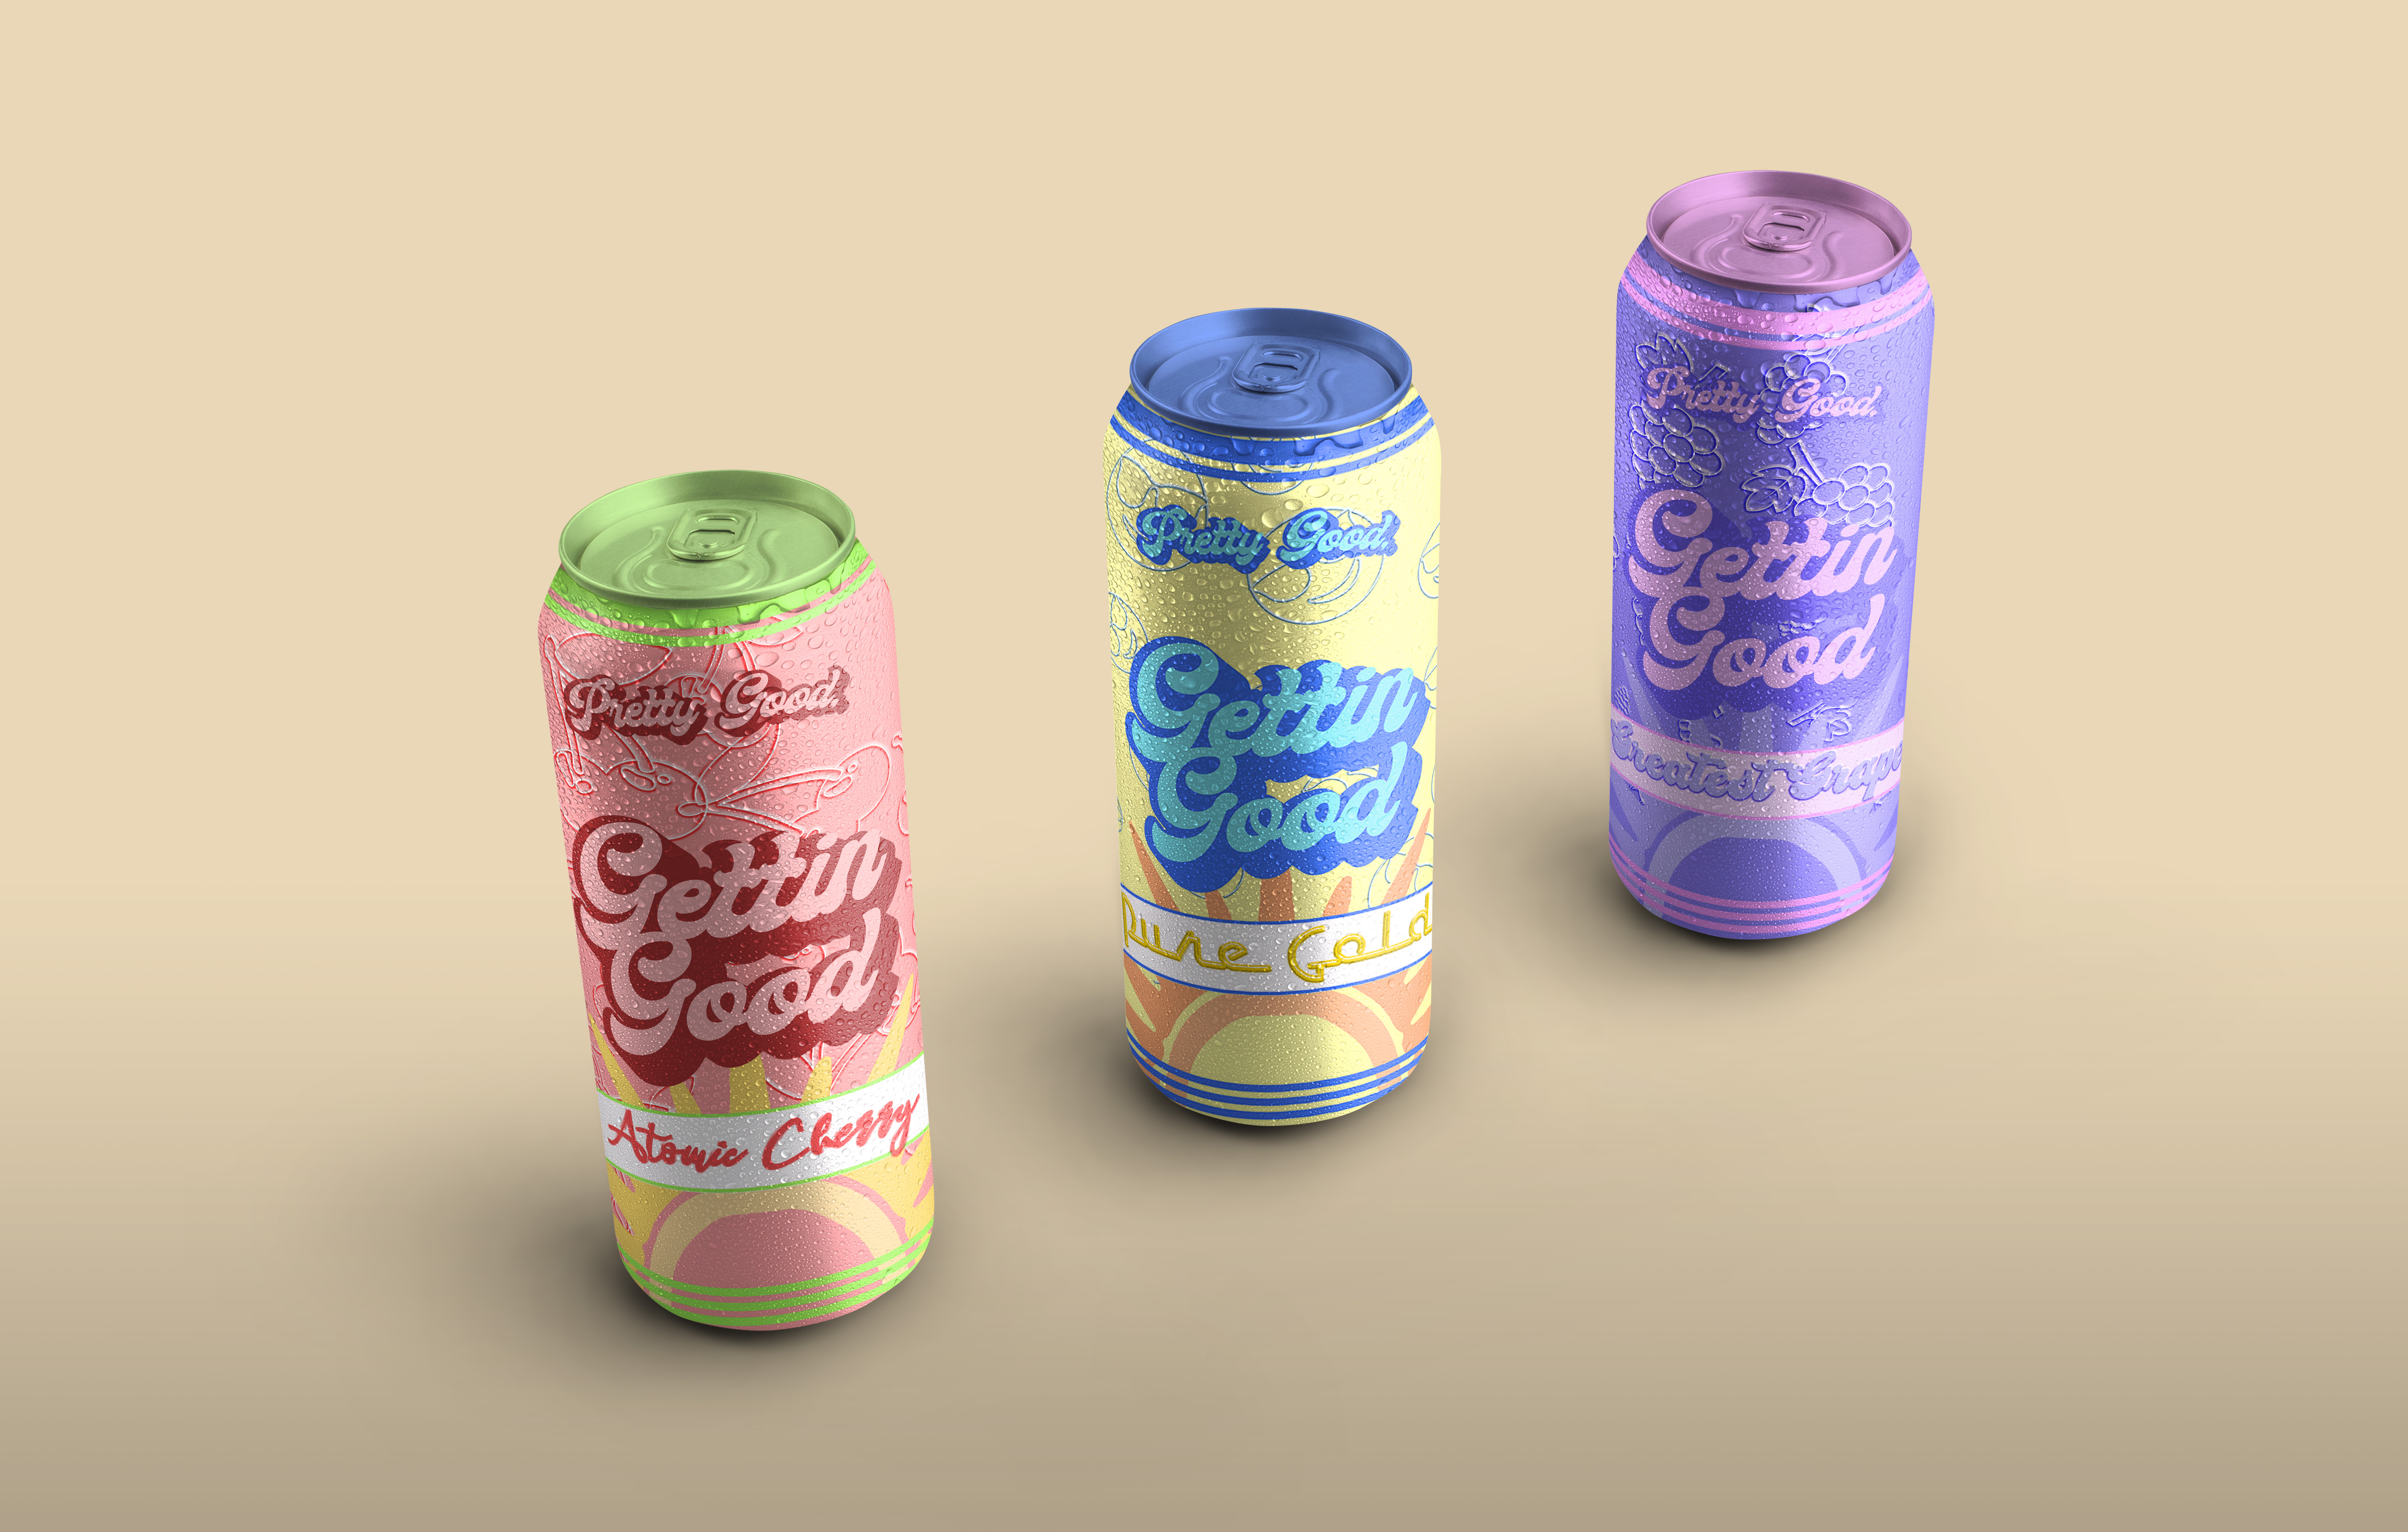 Pretty Good.
Gettin
Good
Atomic Cherry
Pretty Good.
Gettin
Good
Pure Gold
Pretty Good.
Gettin
Good
Greatest Grape